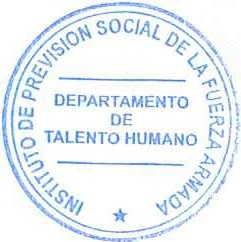 INSTITUTO DE PREVISION SOCIAL DE LA FUERZA ARMADA
DEPARTAMENTO
DE
TALENTO HUMANO